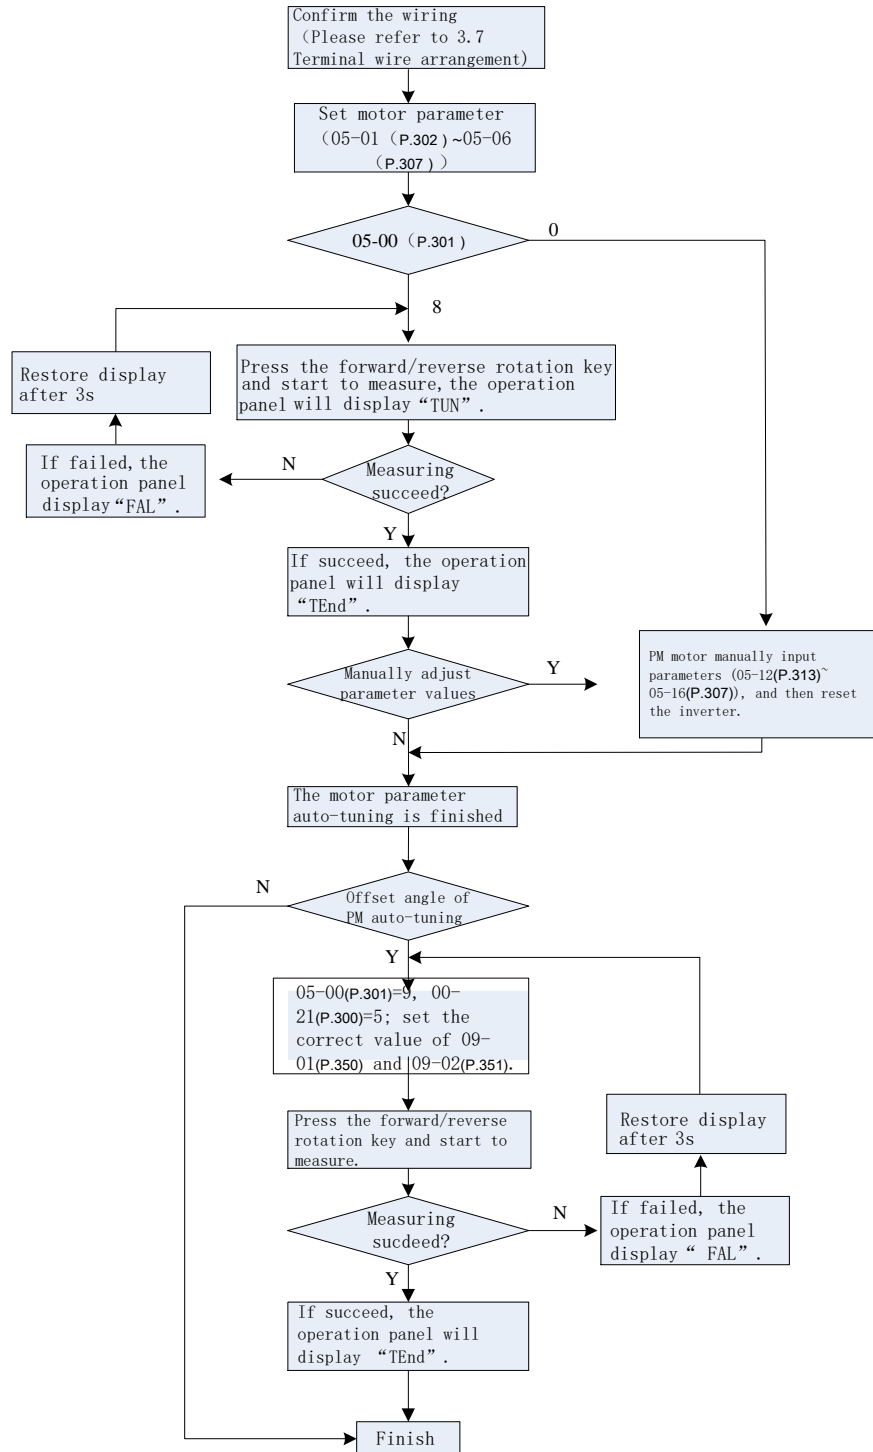 Confirm the wiring
（Please refer to 3.7
Terminal wire arrangement)
Set motor parameter
（05-01（P.302）~05-06
（P.307））
05-00（P.301）
0
8
Restore display
after 3s
Press the forward/reverse rotation key
and start to measure, the operation
panel will display “TUN”.
If failed, the
operation panel
display“FAL”.
N
Measuring
succeed?
Y
If succeed, the operation
panel will display
“TEnd”.
Manually adjust
parameter values
Y
PM motor manually input
parameters (05-12(P.313)~
05-16(P.307)), and then reset
the inverter.
N
The motor parameter
auto-tuning is finished
N
Offset angle of
PM auto-tuning
Y
05-00(P.301)=9, 00-
21(P.300)=5; set the
correct value of 09-
01(P.350) and 09-02(P.351).
Press the forward/reverse
rotation key and start to
measure.
Restore display
after 3s
Measuring
sucdeed?
N
If failed, the
operation panel
display“ FAL”.
Y
If succeed, the
operation panel will
display “TEnd”.
Finish